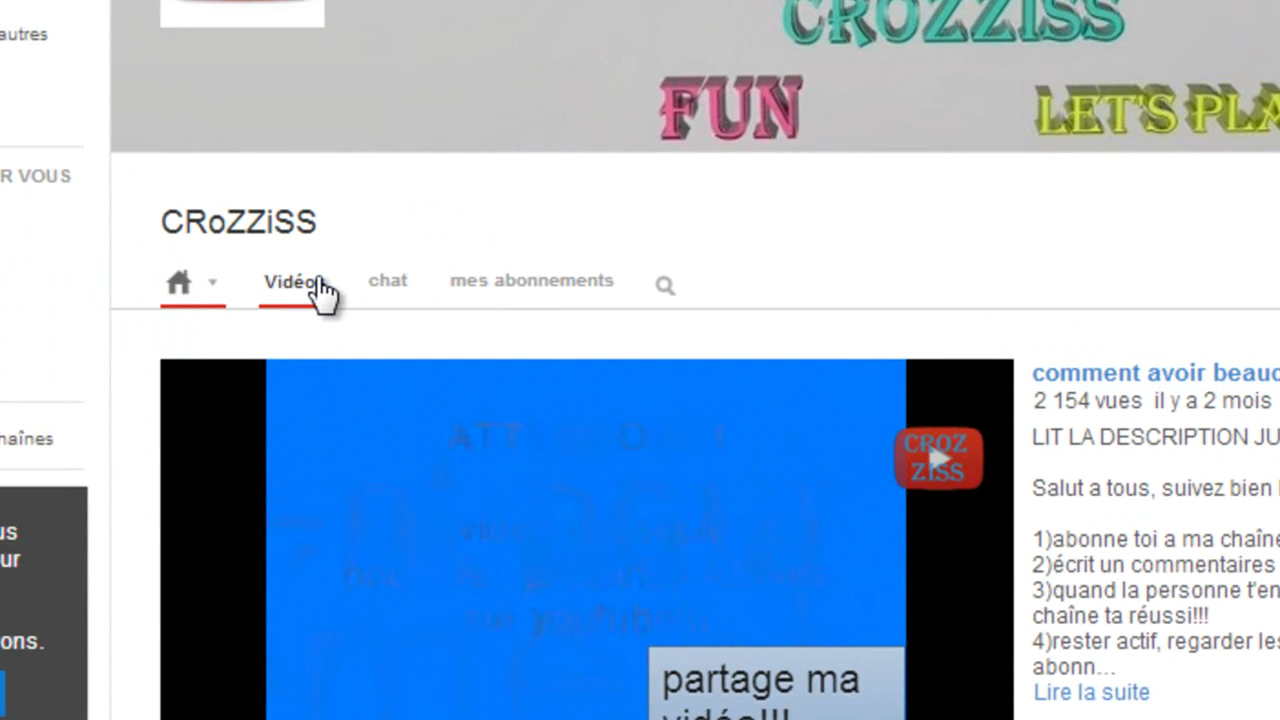 autres
CROZZISS
FUN
LET'S PLA
R VOUS
CRoZZiSS
Vidéo
chat
mes abonnements
haînes
us
ur
ons.
CROZ
ZISS
partage ma
vidéo!!!
comment avoir beauc
2 154 vues il y a 2 mois
LIT LA DESCRIPTION JU
Salut a tous, suivez bien
1)abonne toi a ma chaîne
2)écrit un commentaires
3)quand la personne t'en
chaîne ta réussi!!!
4)rester actif, regarder les
abonn...
Lire la suite